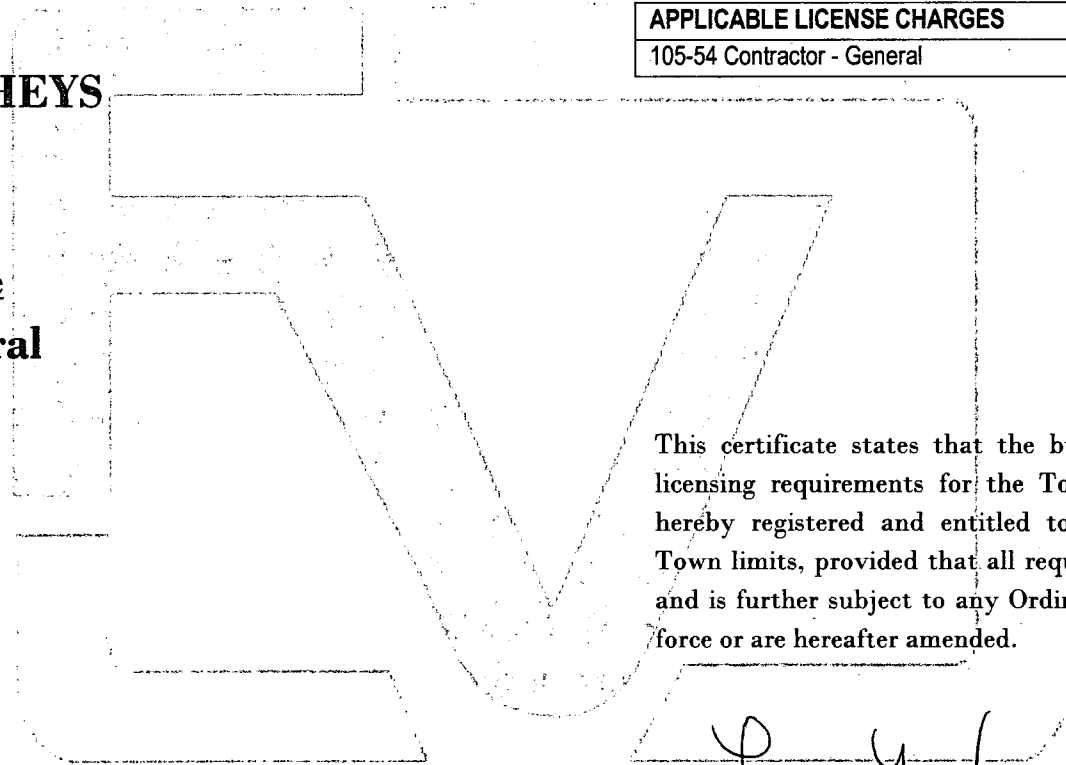 APPLICABLE LICENSE CHARGES
105-54 Contractor - General
HEYS
e
ral
This certificate states that the b
licensing requirements for the To
hereby registered and entitled to
Town limits, provided that all requ
and is further subject to any Ordin
force or are hereafter amended.